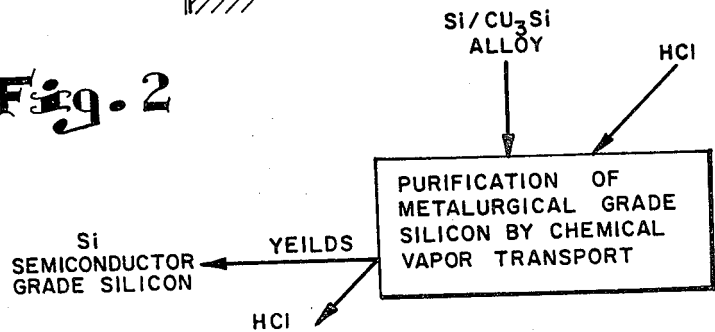 Fig. 2
Si/CU3Si
ALLOY
HCl
PURIFICATION OF
METALURGICAL GRADE
SILICON BY CHEMICAL
VAPOR TRANSPORT
YEILDS
Si
SEMICONDUCTOR
GRADE SILICON
HCl